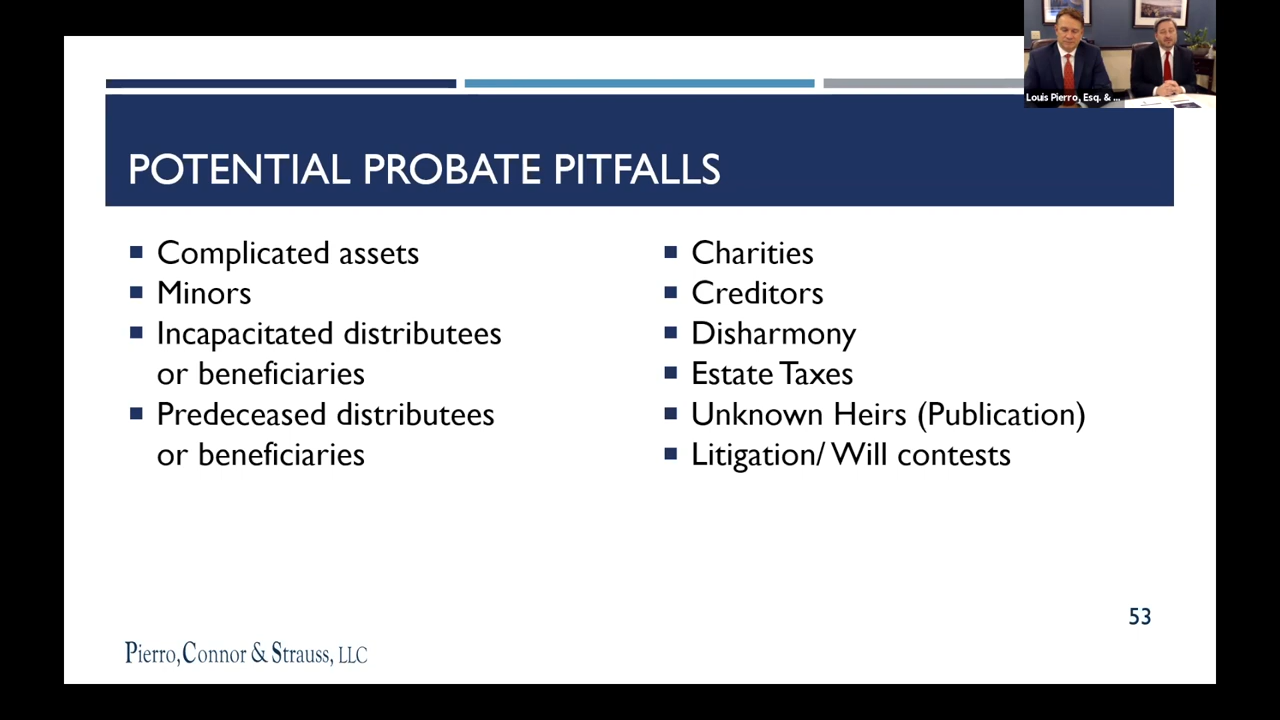 Louis Pierro, Esq. & ...
POTENTIAL PROBATE PITFALLS
Complicated assets
Minors
Incapacitated distributees
or beneficiaries
Predeceased distributees
or beneficiaries
Charities
Creditors
Disharmony
Estate Taxes
Unknown Heirs (Publication)
Litigation/ Will contests
53
Pierro, Connor & Strauss, LLC